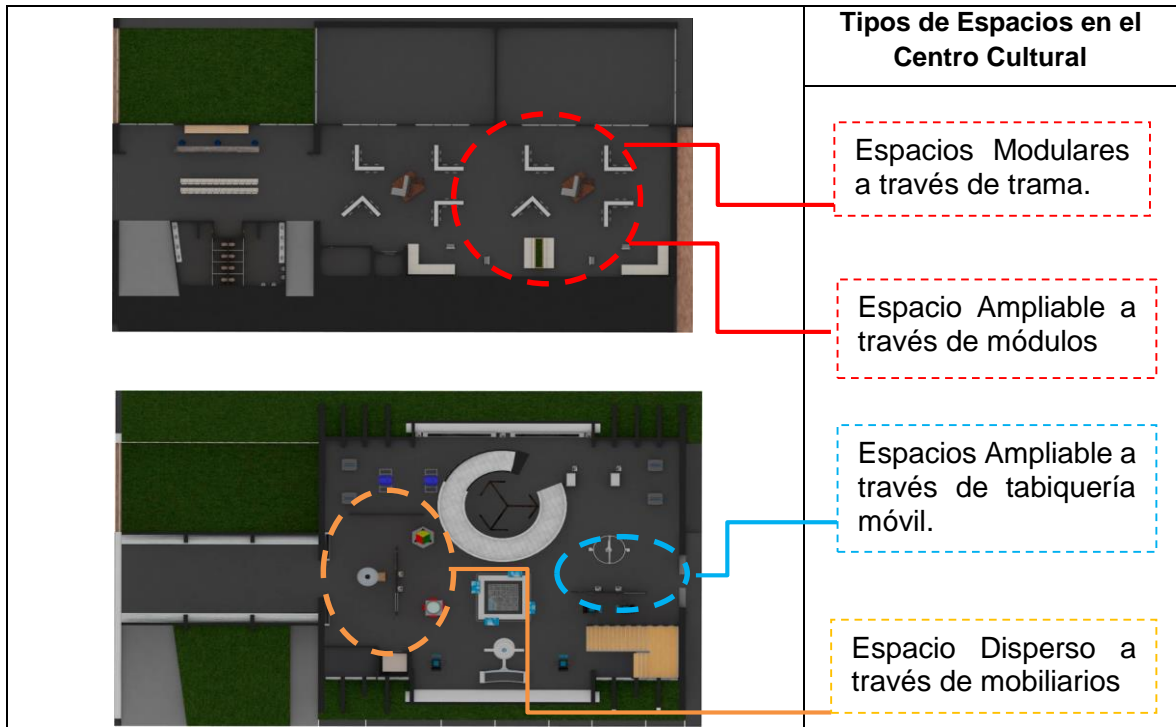 Tipos de Espacios en el
Centro Cultural
Espacios Modulares
a través de trama.
Espacio Ampliable a
través de módulos
Espacios Ampliable a
través de tabiquería
móvil.
Espacio Disperso a
través de mobiliarios